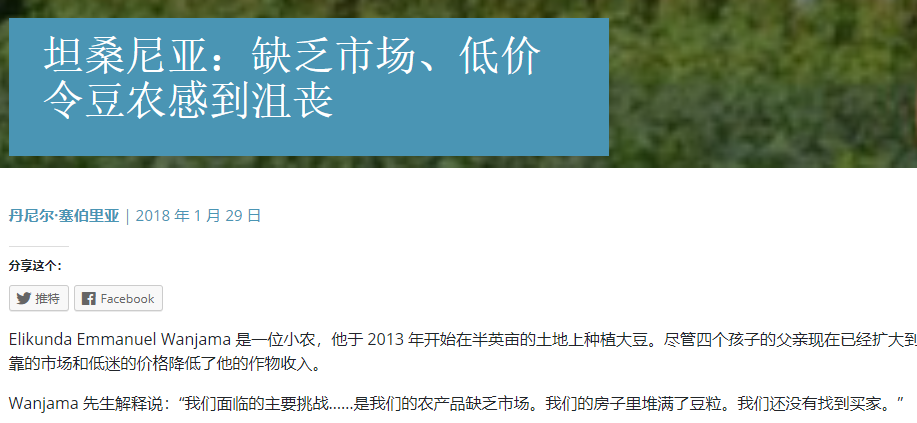 坦桑尼亚：缺乏市场、低价
令豆农感到沮丧
丹尼尔·塞伯里亚 | 2018 年 1 月 29 日
分享这个：
推特 Facebook
Elikunda Emmanuel Wanjama 是一位小农，他于 2013 年开始在半英亩的土地上种植大豆。尽管四个孩子的父亲现在已经扩大到
靠的市场和低迷的价格降低了他的作物收入。
Wanjama 先生解释说：“我们面临的主要挑战……是我们的农产品缺乏市场。我们的房子里堆满了豆粒。我们还没有找到买家。”